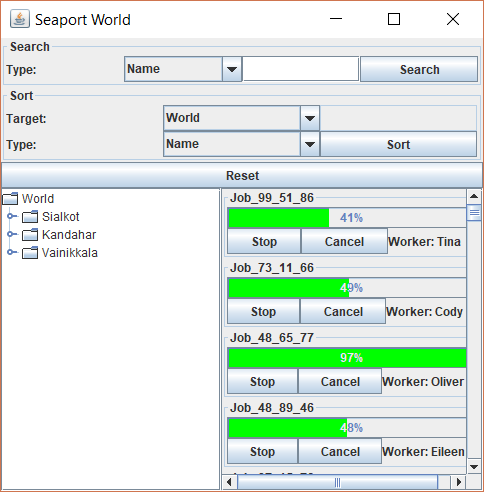 Seaport World
Search
Type: Name Search
Sort
Target: World
Type: Name Sort
Reset
World
Sialkot
Kandahar
Vainikkala
Job_99_51_86
41%
Stop Cancel Worker: Tina
Job_73_11_66
49%
Stop Cancel Worker: Cody
Job_48_65_77
97%
Stop Cancel Worker: Oliver
Job_48_89_46
48%
Stop Cancel Worker: Eileen